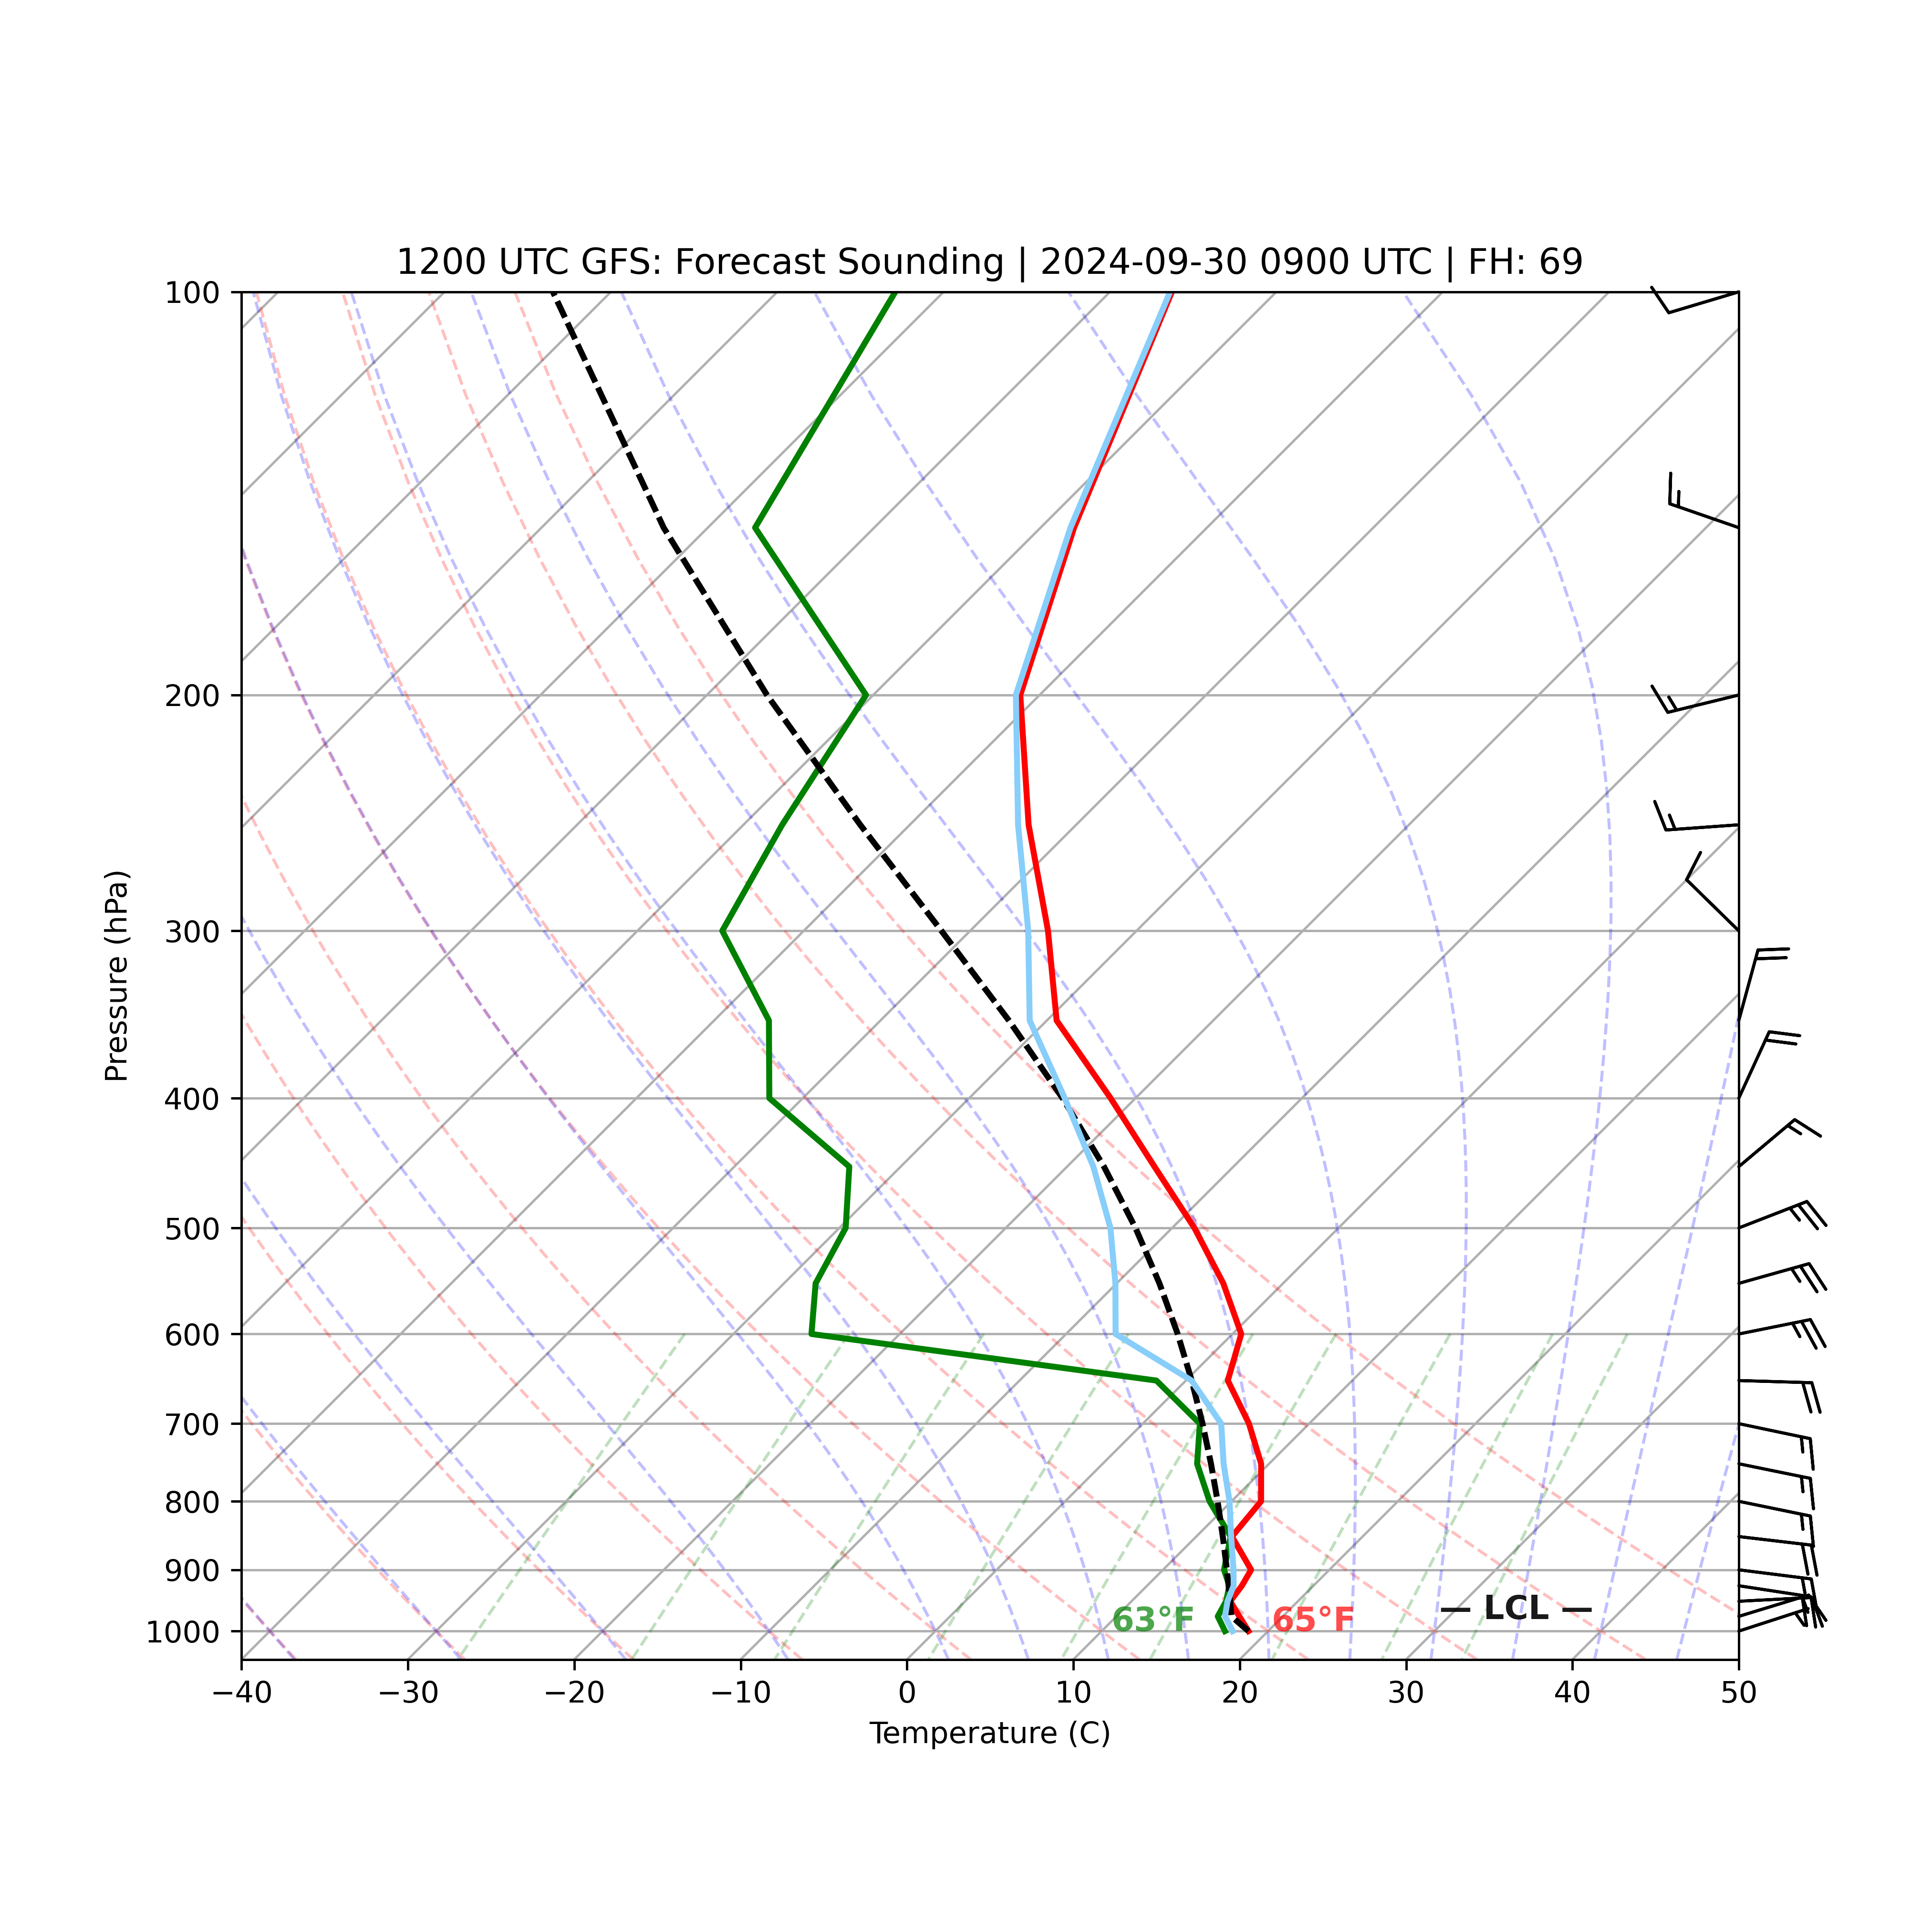 1200 UTC GFS: Forecast Sounding | 2024-09-30 0900 UTC | FH: 69
100
200
300
400
500
600
700
800
900
1000
Pressure (hPa)
63°F
65°F
— LCL —
−40 −30 −20 −10 0 10 20 30 40 50
Temperature (C)